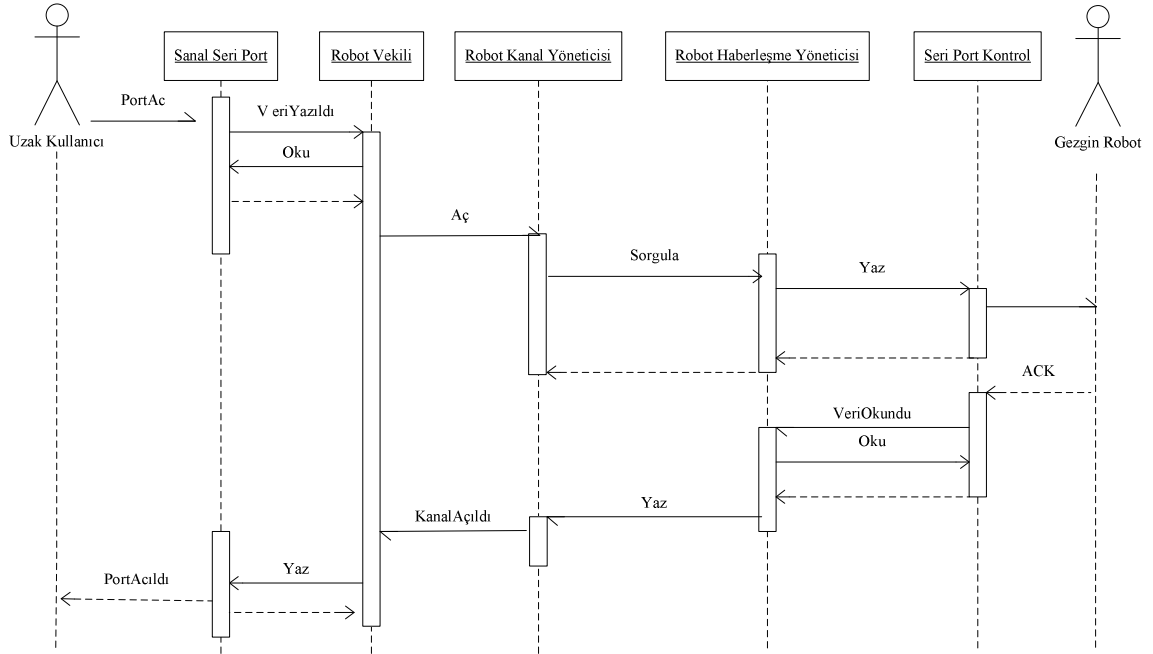 Sanal Seri Port
Robot Vekili
Robot Kanal Yöneticisi
Robot Haberleşme Yöneticisi
Seri Port Kontrol
Uzak Kullanıcı
Gezgin Robot
PortAc
V eriYazıldı
Oku
Aç
Sorgula
Yaz
ACK
VeriOkundu
Oku
Yaz
KanalAçıldı
Yaz
PortAcıldı